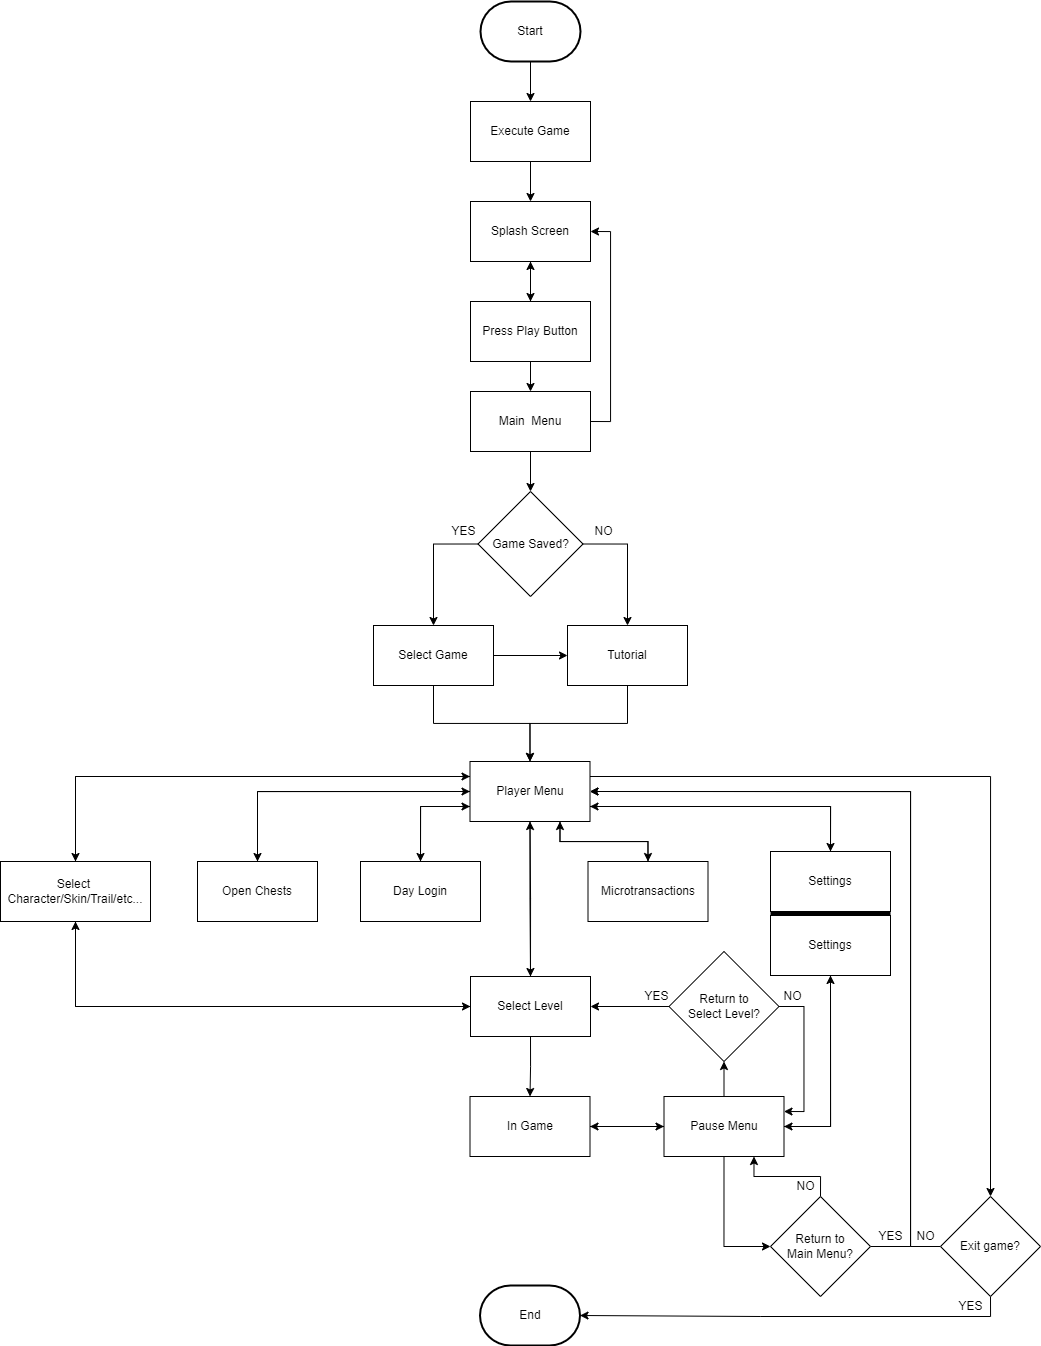 Start
Execute Game
Splash Screen
Press Play Button
Main  Menu
YES
NO
Game Saved?
Select Game
Tutorial
Player Menu
Select
Character/Skin/Trail/etc...
Open Chests
Day Login
Microtransactions
Settings
Settings
Select Level
YES
Return to
Select Level?
NO
In Game
Pause Menu
NO
Return to
Main Menu?
YES
NO
Exit game?
YES
End